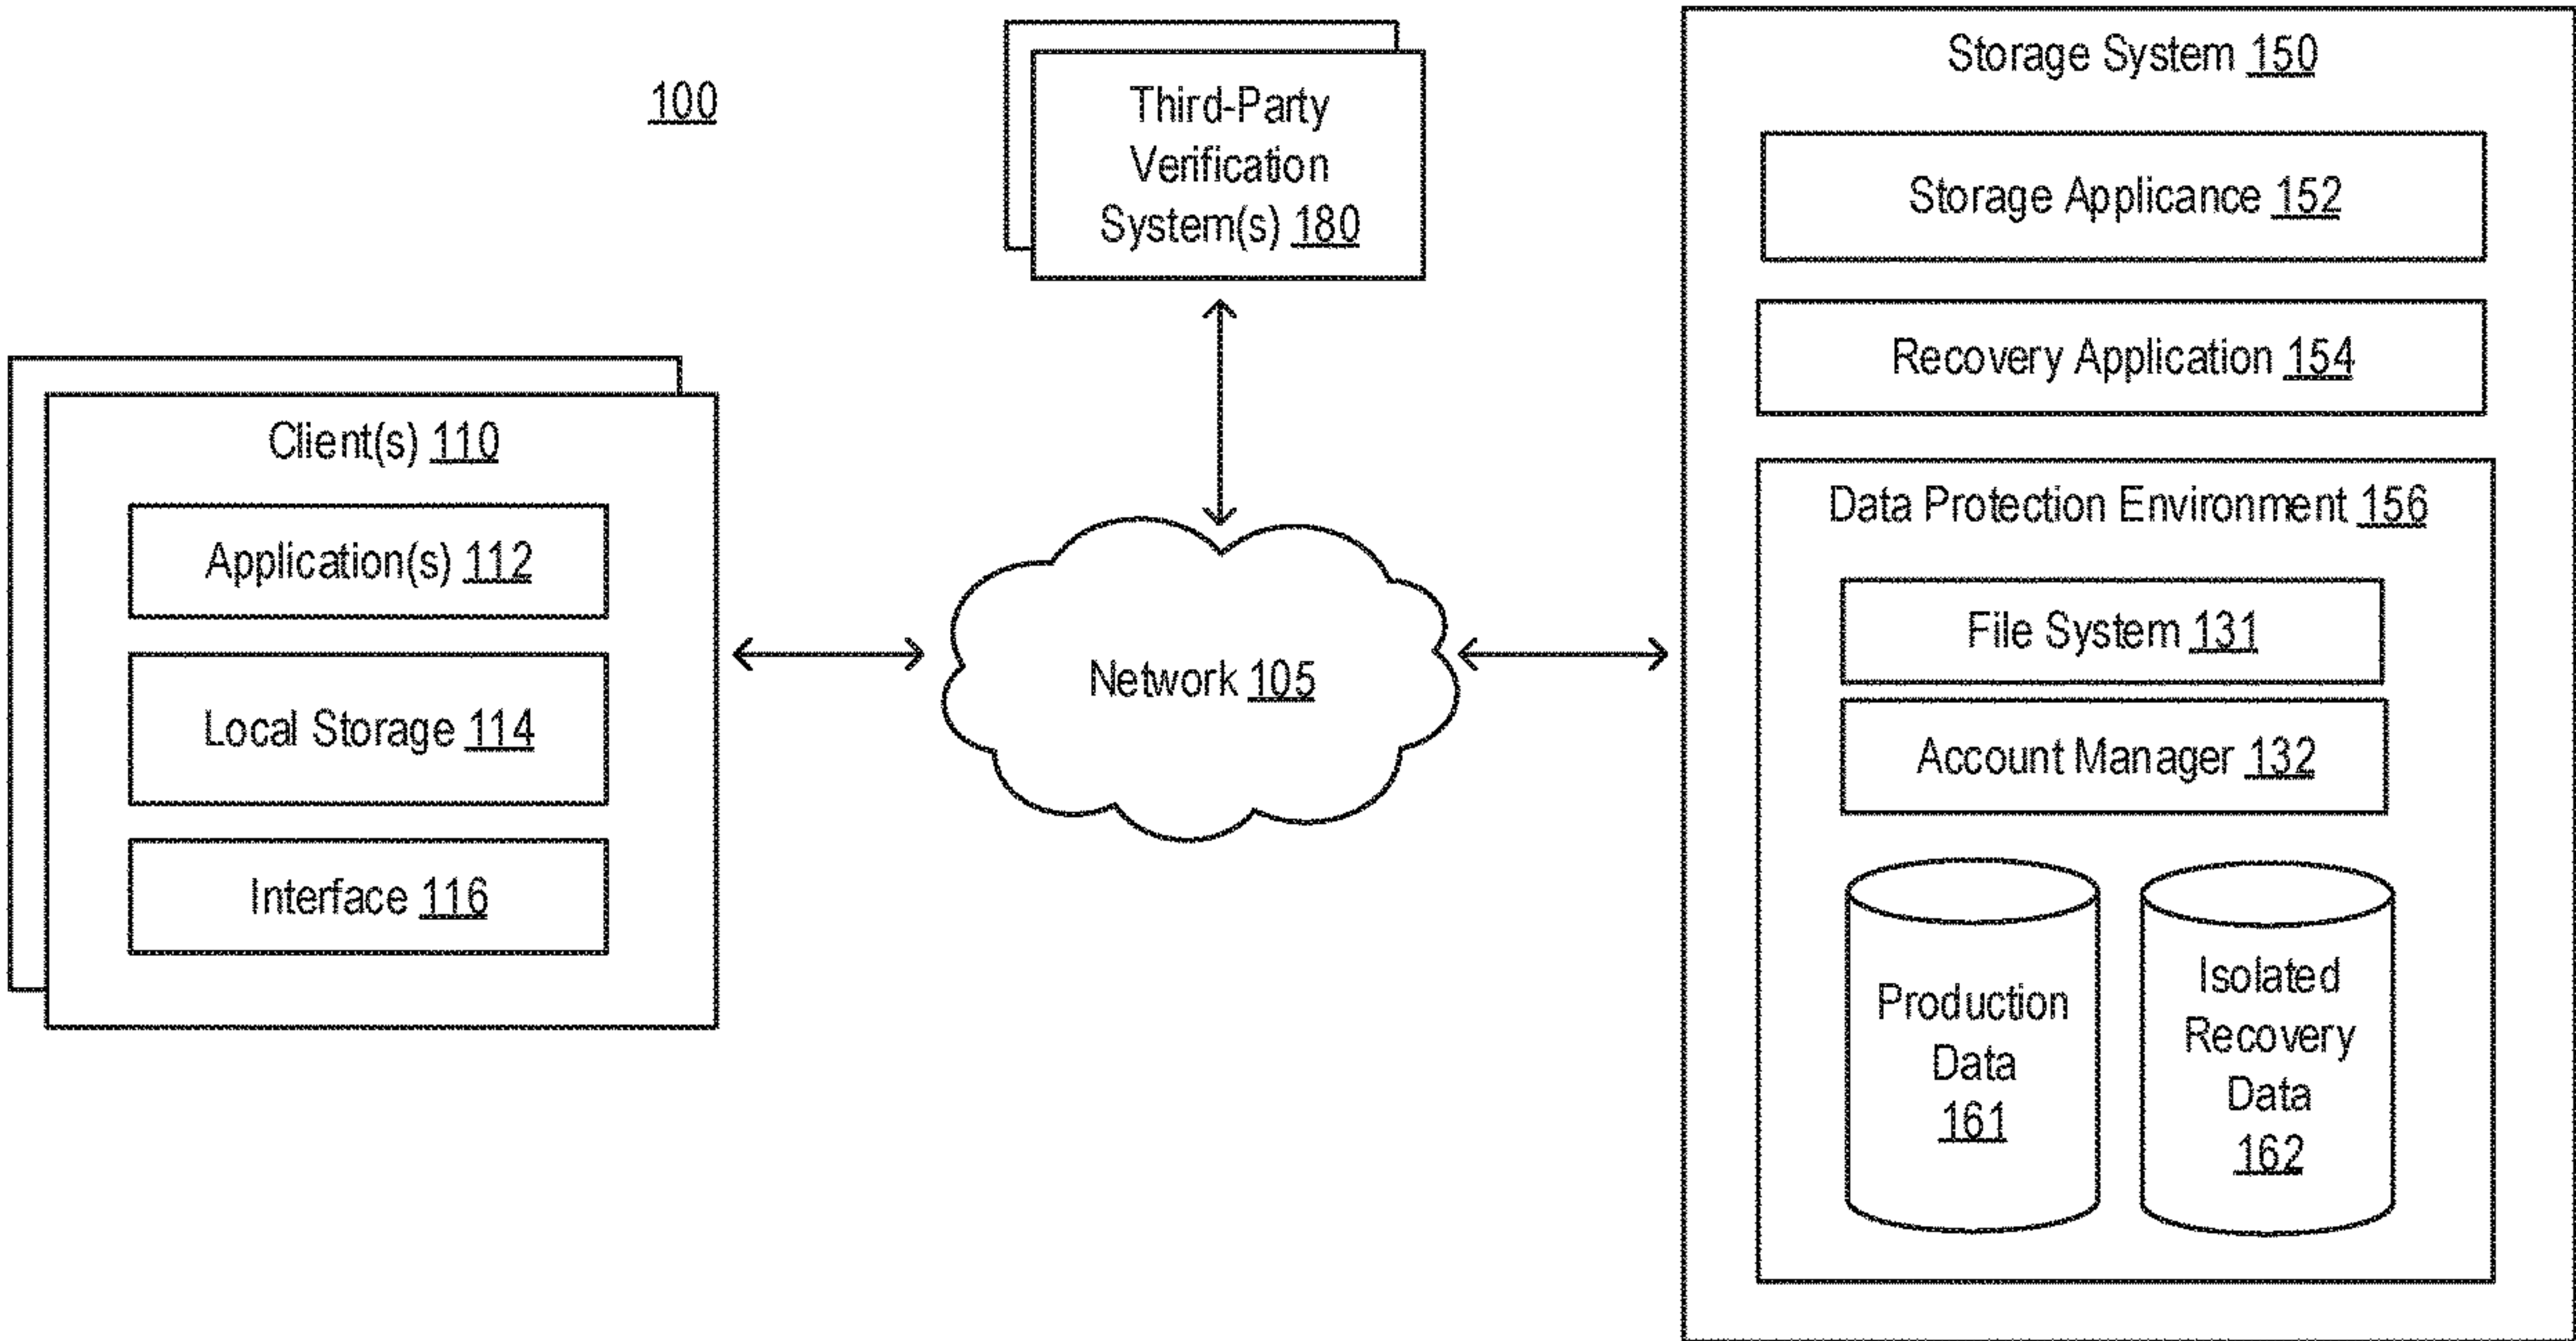 100
Third-Party
Verification
System(s) 180
Client(s) 110
Application(s) 112
Local Storage 114
Interface 116
Network 105
Storage System 150
Storage Applicance 152
Recovery Application 154
Data Protection Environment 156
File System 131
Account Manager 132
Production
Data
161
Isolated
Recovery
Data
162